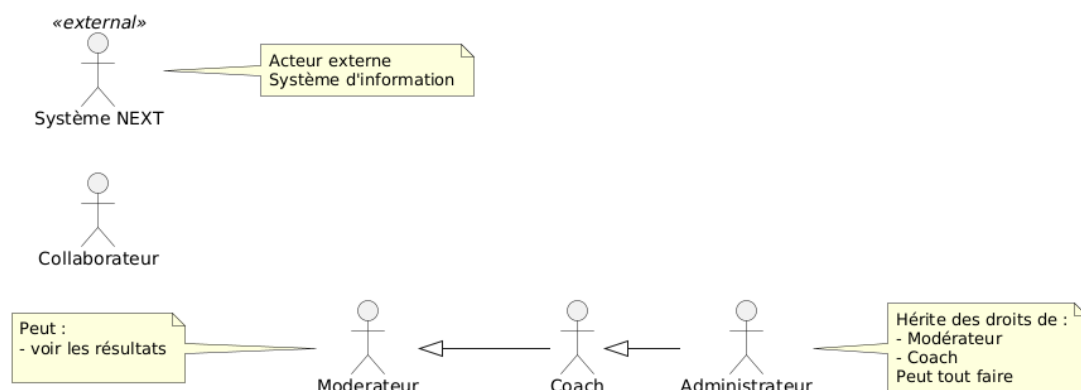 «external»
Acteur externe
Système d'information
Système NEXT
Collaborateur
Peut :
- voir les résultats
Moderateur
Coach
Administrateur
Hérite des droits de :
- Modérateur
- Coach
Peut tout faire